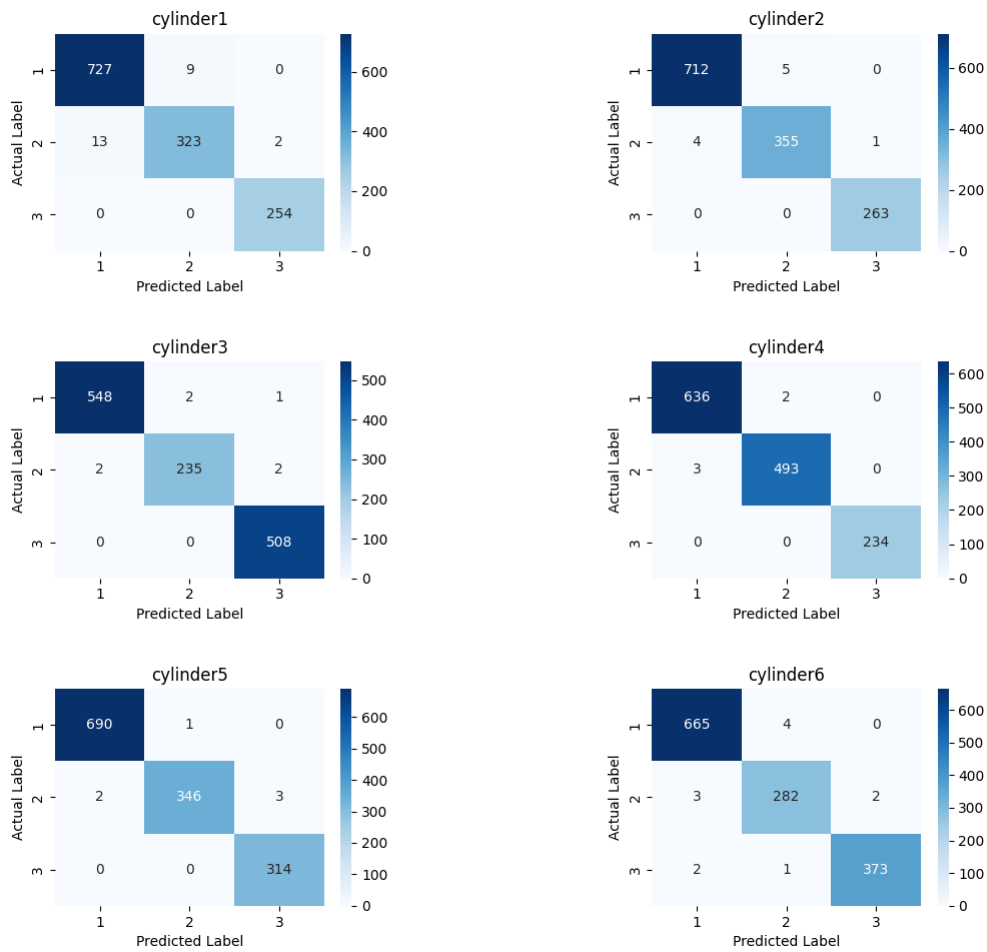 cylinder1
Actual Label
1
727 9 0
600
2
13 323 2
400
200
3
0 0 254
0
1 2 3
Predicted Label
cylinder2
Actual Label
1
712 5 0
600
2
4 355 1
400
200
3
0 0 263
0
1 2 3
Predicted Label
cylinder3
Actual Label
1
548 2 1
500
400
2
2 235 2
300
200
3
0 0 508
100
0
1 2 3
Predicted Label
cylinder4
Actual Label
1
636 2 0
600
500
2
3 493 0
400
300
200
3
0 0 234
100
0
1 2 3
Predicted Label
cylinder5
Actual Label
1
690 1 0
600
500
2
2 346 3
400
300
200
3
0 0 314
100
0
1 2 3
Predicted Label
cylinder6
Actual Label
1
665 4 0
600
500
2
3 282 2
400
300
200
3
2 1 373
100
0
1 2 3
Predicted Label